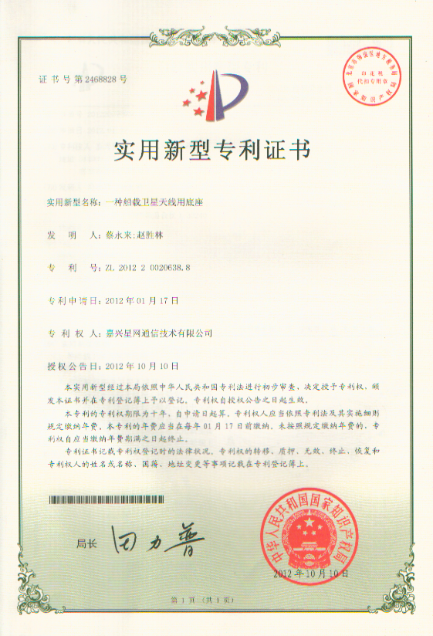 证书号第2468828号
实用新型专利证书
实用新型名称：一种船载卫星天线用底座
发 明 人：蔡永来;赵胜林
专 利 号：ZL 2012 2 0020638.8
专利申请日：2012年01月17日
专 利 权 人：嘉兴星网通信技术有限公司
授权公告日：2012年10月10日
本实用新型经过本局依照中华人民共和国专利法进行初步审查，决定授予专利权，颁
发本证书并在专利登记簿上予以登记。专利权自授权公告之日起生效。
本专利的专利权期限为十年，自申请日起算。专利权人应当依照专利法及其实施细则
规定缴纳年费。本专利的年费应当在每年01月17日前缴纳。未按照规定缴纳年费的，专
利权自应当缴纳年费期满之日起终止。
专利证书记载专利权登记时的法律状况。专利权的转移、质押、无效、终止、恢复和
专利权人的姓名或名称、国籍、地址变更等事项记载在专利登记簿上。
局长 田力普
中华人民共和国国家知识产权局
2012年10月10日
第1页（共1页）